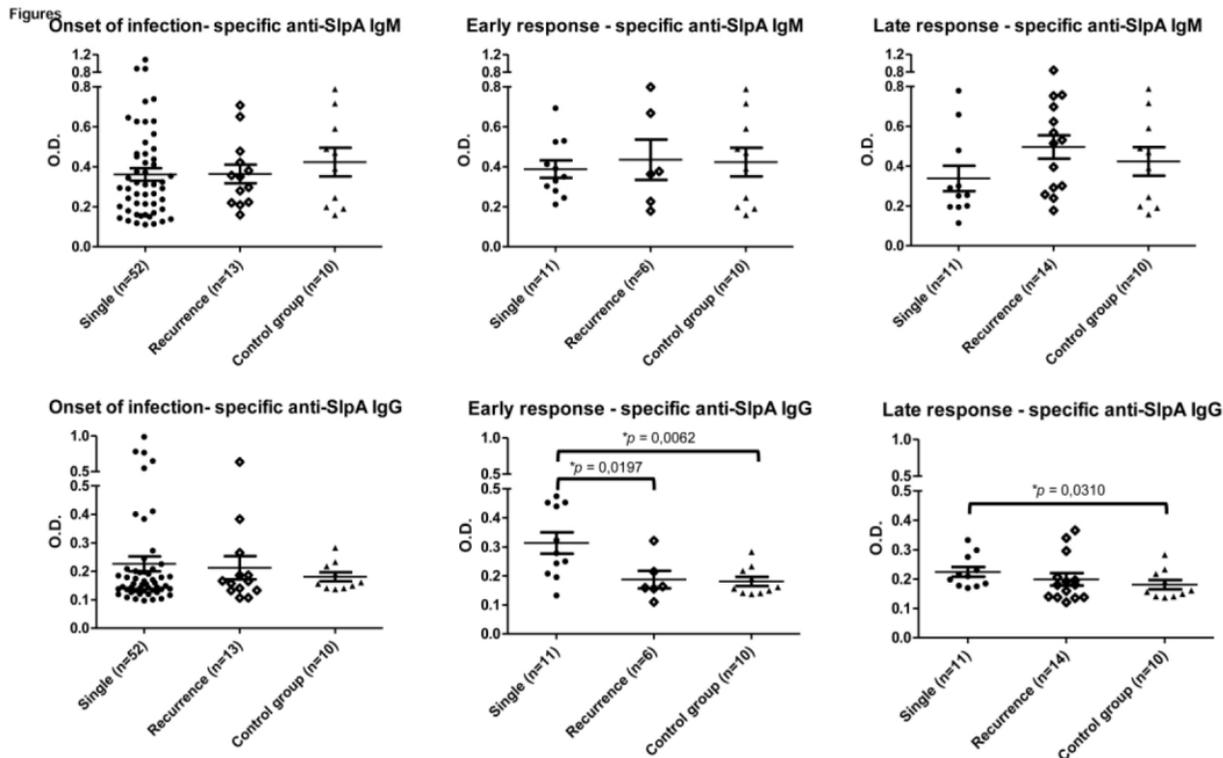 Figures
Onset of infection- specific anti-SlpA IgM
1.2
0.8
0.8
0.6
0.4
0.2
0.0
O.D.
Single (n=52)
Recurrence (n=13)
Control group (n=10)
Early response - specific anti-SlpA IgM
1.2
0.8
0.8
0.6
0.4
0.2
0.0
O.D.
Single (n=11)
Recurrence (n=6)
Control group (n=10)
Late response - specific anti-SlpA IgM
1.2
0.8
0.8
0.6
0.4
0.2
0.0
O.D.
Single (n=11)
Recurrence (n=14)
Control group (n=10)
Onset of infection- specific anti-SlpA IgG
1.0
0.5
0.5
0.4
0.3
0.2
0.1
0.0
O.D.
Single (n=52)
Recurrence (n=13)
Control group (n=10)
Early response - specific anti-SlpA IgG
1.0
0.5
0.5
0.4
0.3
0.2
0.1
0.0
O.D.
*p = 0,0062
*p = 0,0197
Single (n=11)
Recurrence (n=6)
Control group (n=10)
Late response - specific anti-SlpA IgG
1.0
0.5
0.5
0.4
0.3
0.2
0.1
0.0
O.D.
*p = 0,0310
Single (n=11)
Recurrence (n=14)
Control group (n=10)